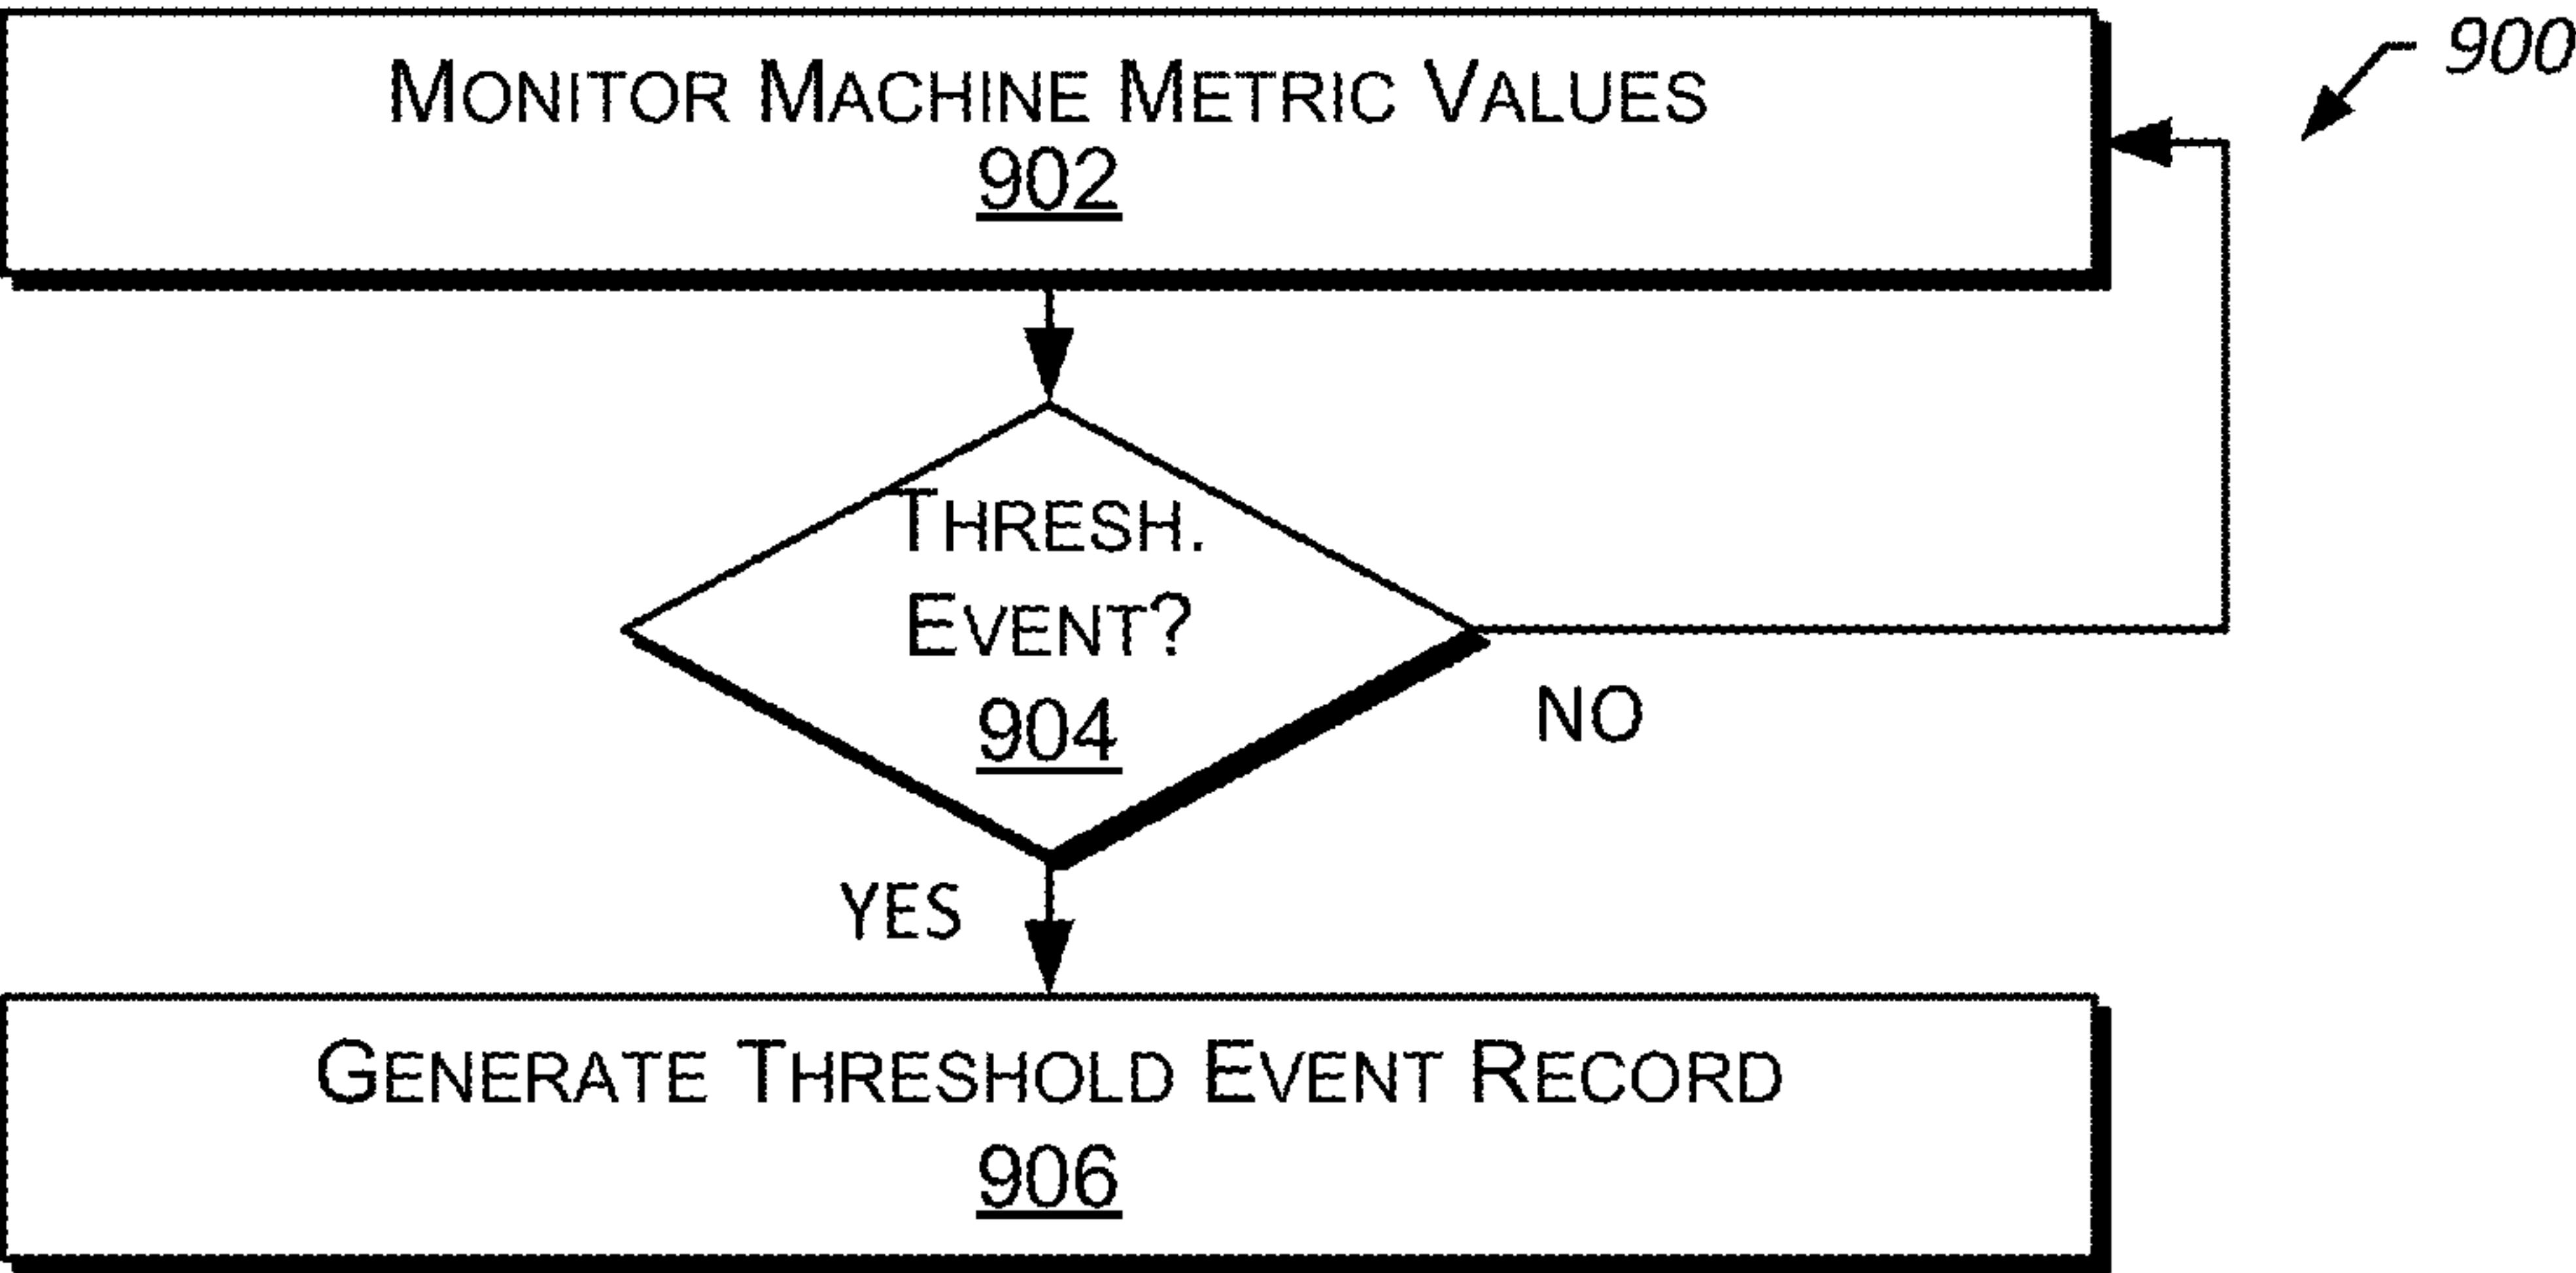 MONITOR MACHINE METRIC VALUES
902
900
THRESH.
EVENT?
904
NO
YES
GENERATE THRESHOLD EVENT RECORD
906